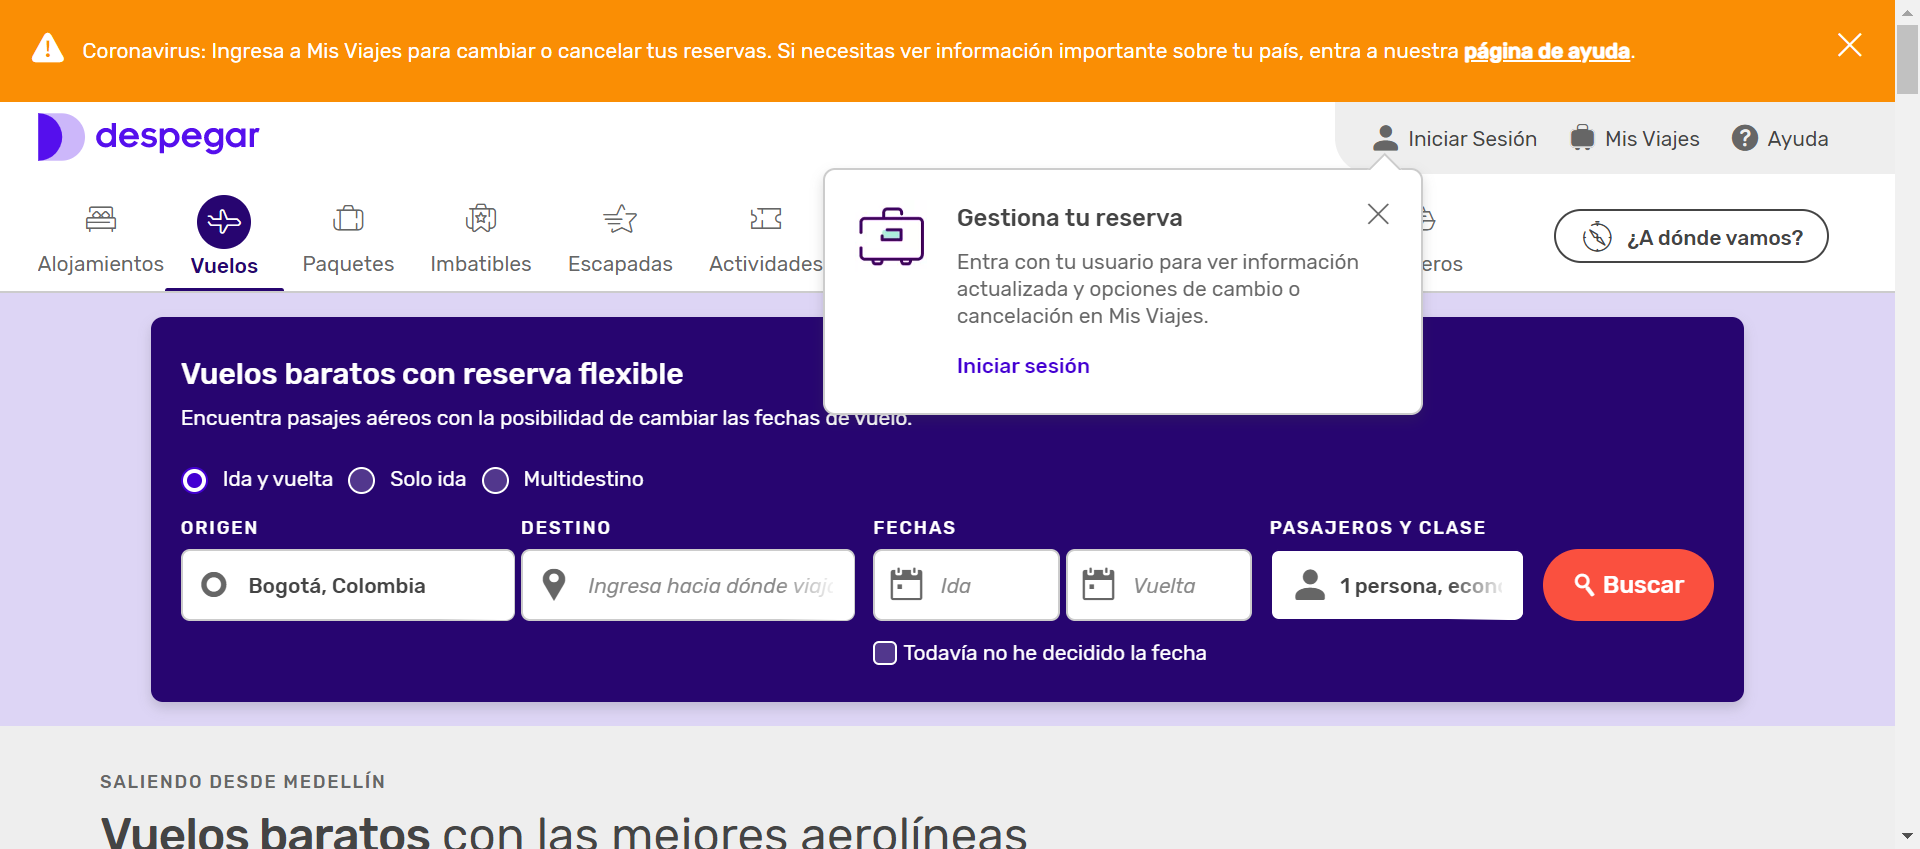 Coronavirus: Ingresa a Mis Viajes para cambiar o cancelar tus reservas. Si necesitas ver información importante sobre tu país, entra a nuestra página de ayuda.
despegar
Iniciar Sesión
Mis Viajes
Ayuda
Alojamientos
Vuelos
Paquetes
Imbatibles
Escapadas
Actividades
eros
¿A dónde vamos?
Gestiona tu reserva
Entra con tu usuario para ver información
actualizada y opciones de cambio o
cancelación en Mis Viajes.
Iniciar sesión
Vuelos baratos con reserva flexible
Encuentra pasajes aéreos con la posibilidad de cambiar las fechas de vuelo.
Ida y vuelta
Solo ida
Multidestino
ORIGEN
DESTINO
FECHAS
PASAJEROS Y CLASE
Bogotá, Colombia
Ingresa hacia dónde viaj
Ida
Vuelta
1 persona, econ
Buscar
Todavía no he decidido la fecha
SALIENDO DESDE MEDELLÍN
Vuelos baratos con las mejores aerolíneas